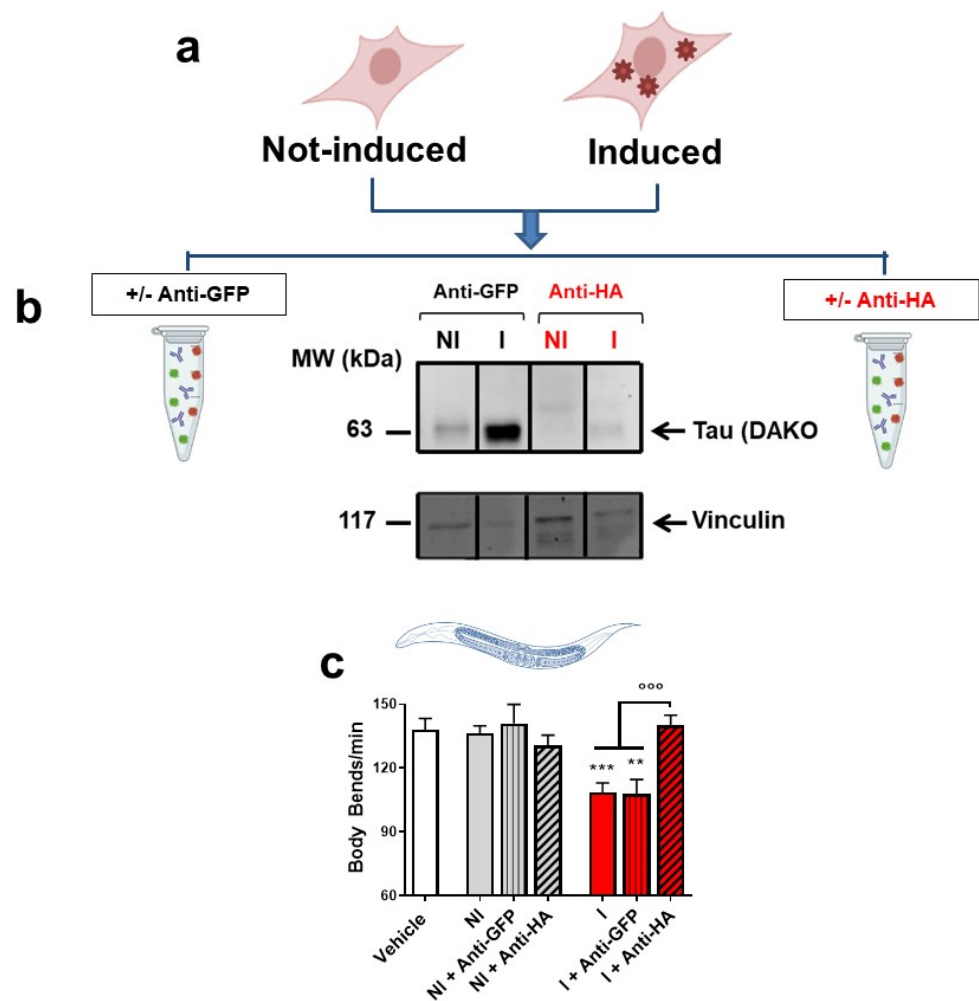 a
Not-induced
Induced
+/- Anti-GFP
+/- Anti-HA
b
Anti-GFP
Anti-HA
NI
I
NI
I
MW (kDa)
63
Tau (DAKO
117
Vinculin
c
150
120
90
60
Body Bends/min
***
**
°°°
Vehicle
NI
NI + Anti-GFP
NI + Anti-HA
I
I + Anti-GFP
I + Anti-HA